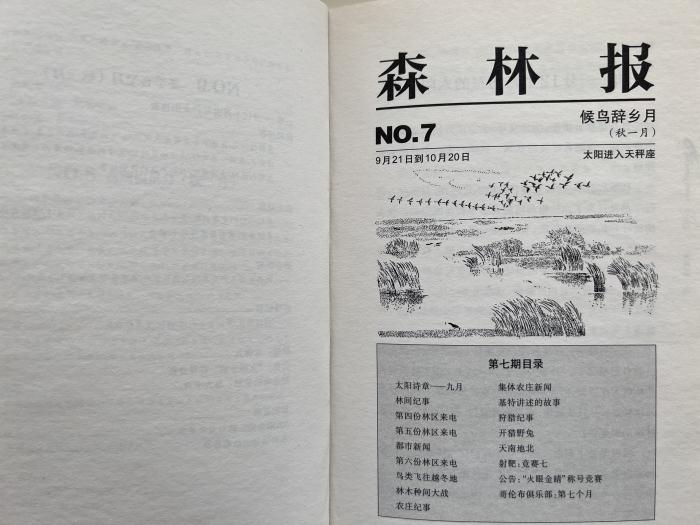 森林报
NO.7
候鸟辞乡月
（秋一月）
9月21日到10月20日
太阳进入天秤座
第七期目录
太阳诗章——九月
林间纪事
第四份林区来电
第五份林区来电
都市新闻
第六份林区来电
鸟类飞往越冬地
林木种间大战
农庄纪事
集体农庄新闻
基特讲述的故事
狩猎纪事
开猎野兔
天南地北
射靶：竞赛七
公告：“火眼金睛”称号竞赛
哥伦布俱乐部：第七个月